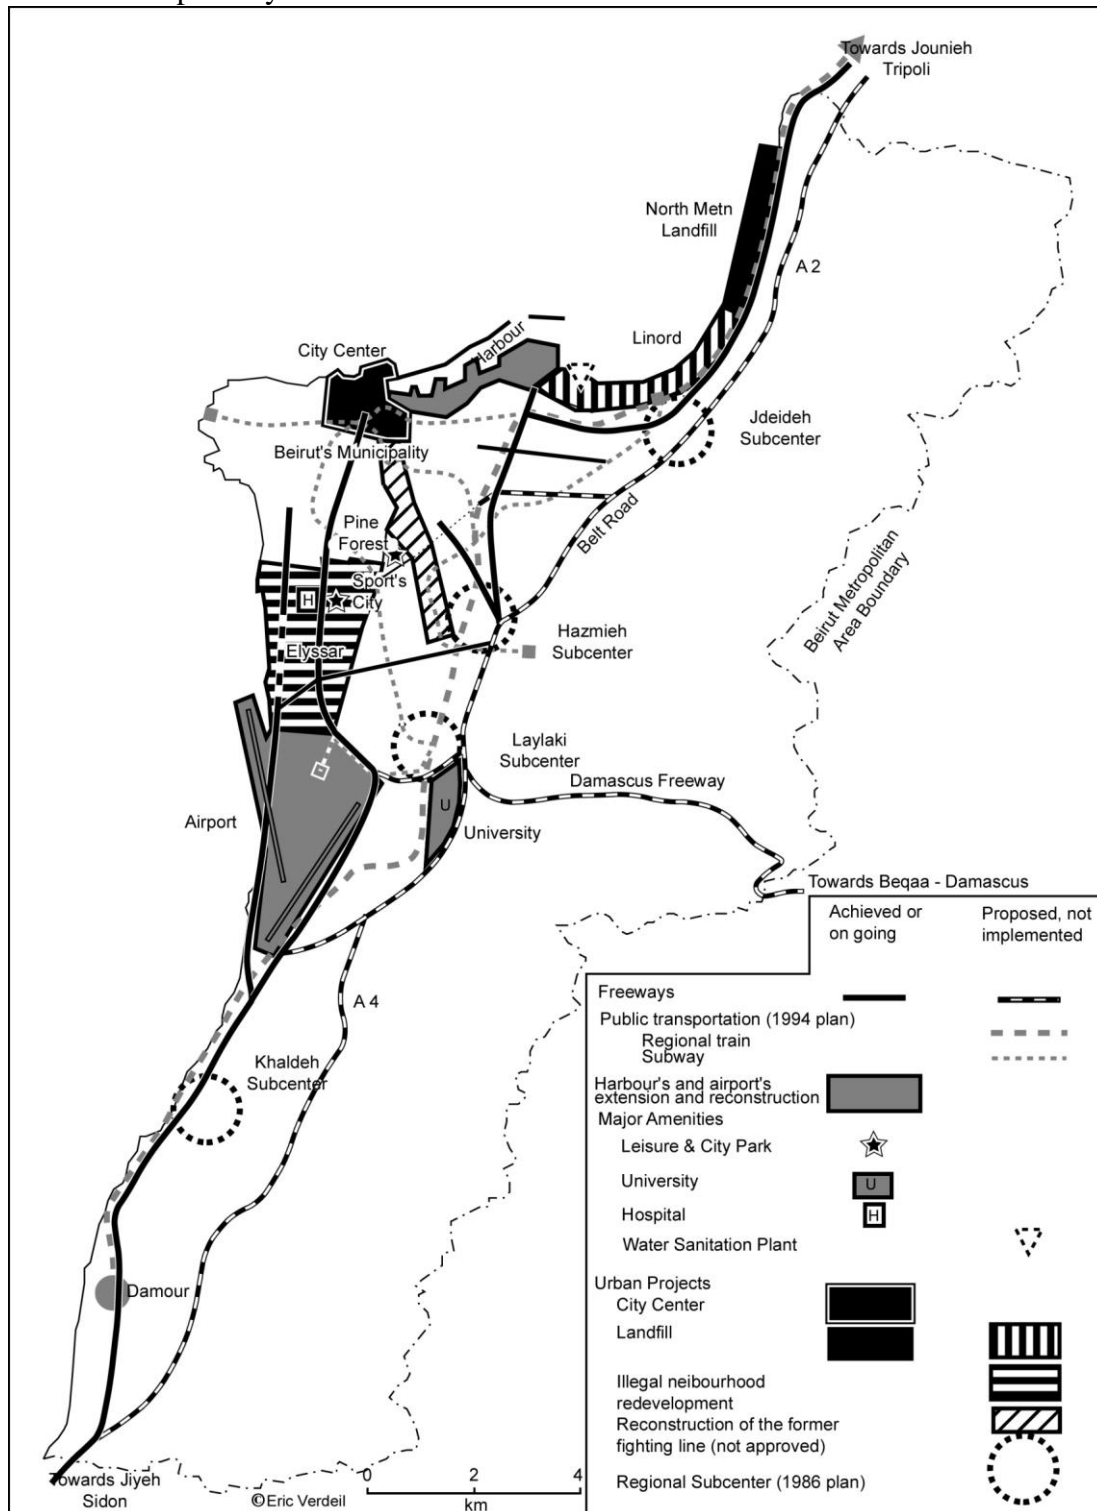 Towards Jounieh
Tripoli
North Metn
Landfill
A 2
Harbour
Linord
City Center
Jdeideh
Subcenter
Beirut's Municipality
Belt Road
Pine
Forest
Sport's
City
H
Elyssar
Hazmieh
Subcenter
Beirut Metropolitan
Area Boundary
Laylaki
Subcenter
Damascus Freeway
U
Airport
University
Towards Beqaa - Damascus
A 4
Khaldeh
Subcenter
Damour
Towards Jiyeh
Sidon
©Eric Verdeil
0 2 4
km
Achieved or
on going
Proposed, not
implemented
Freeways
Public transportation (1994 plan)
Regional train
Subway
Harbour's and airport's
extension and reconstruction
Major Amenities
Leisure & City Park
University
U
Hospital
H
Water Sanitation Plant
Urban Projects
City Center
Landfill
Illegal neibourhood
redevelopment
Reconstruction of the former
fighting line (not approved)
Regional Subcenter (1986 plan)